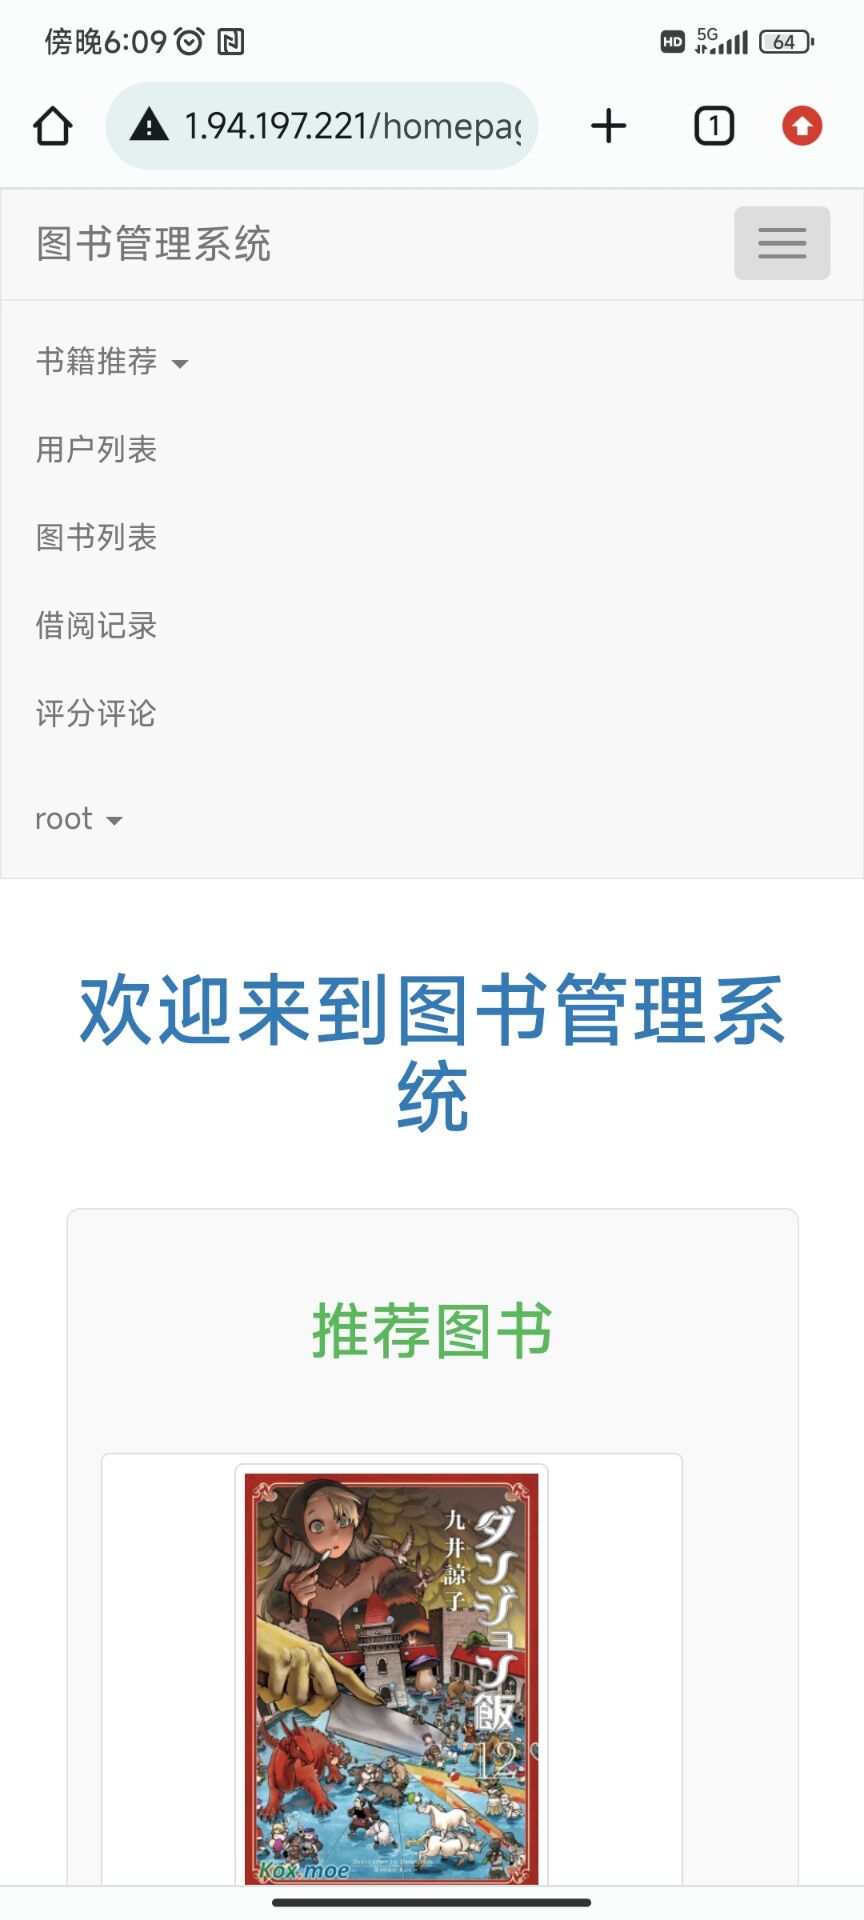 傍晚6:09
HD 5G 64
1.94.197.221/homepag
1
图书管理系统
书籍推荐
用户列表
图书列表
借阅记录
评分评论
root
欢迎来到图书管理系
统
推荐图书
ダンジョン飯
12
九井諒子
Kox.moe